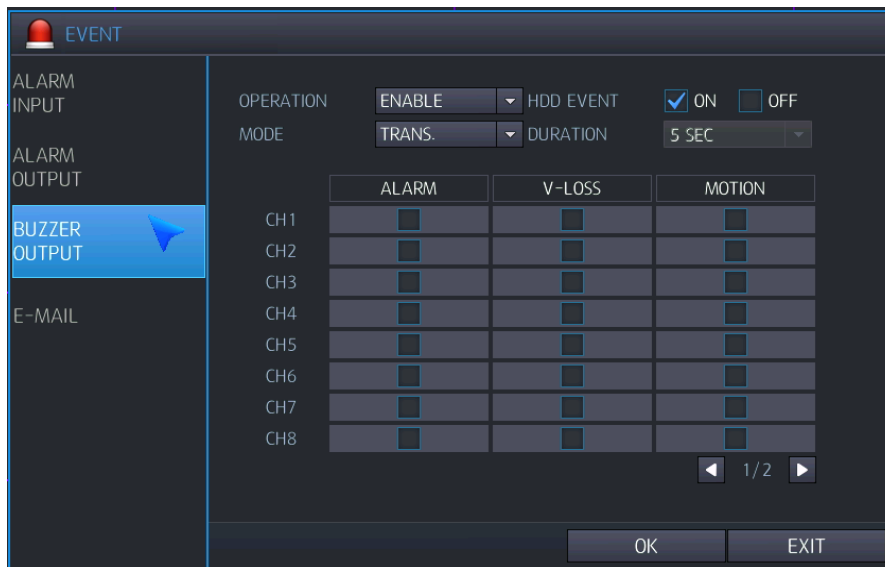 EVENT
ALARM
INPUT
ALARM
OUTPUT
BUZZER
OUTPUT
E-MAIL
OPERATION ENABLE HDD EVENT ON OFF
MODE TRANS. DURATION 5 SEC
ALARM V-LOSS MOTION
CH1
CH2
CH3
CH4
CH5
CH6
CH7
CH8
1/2
OK EXIT